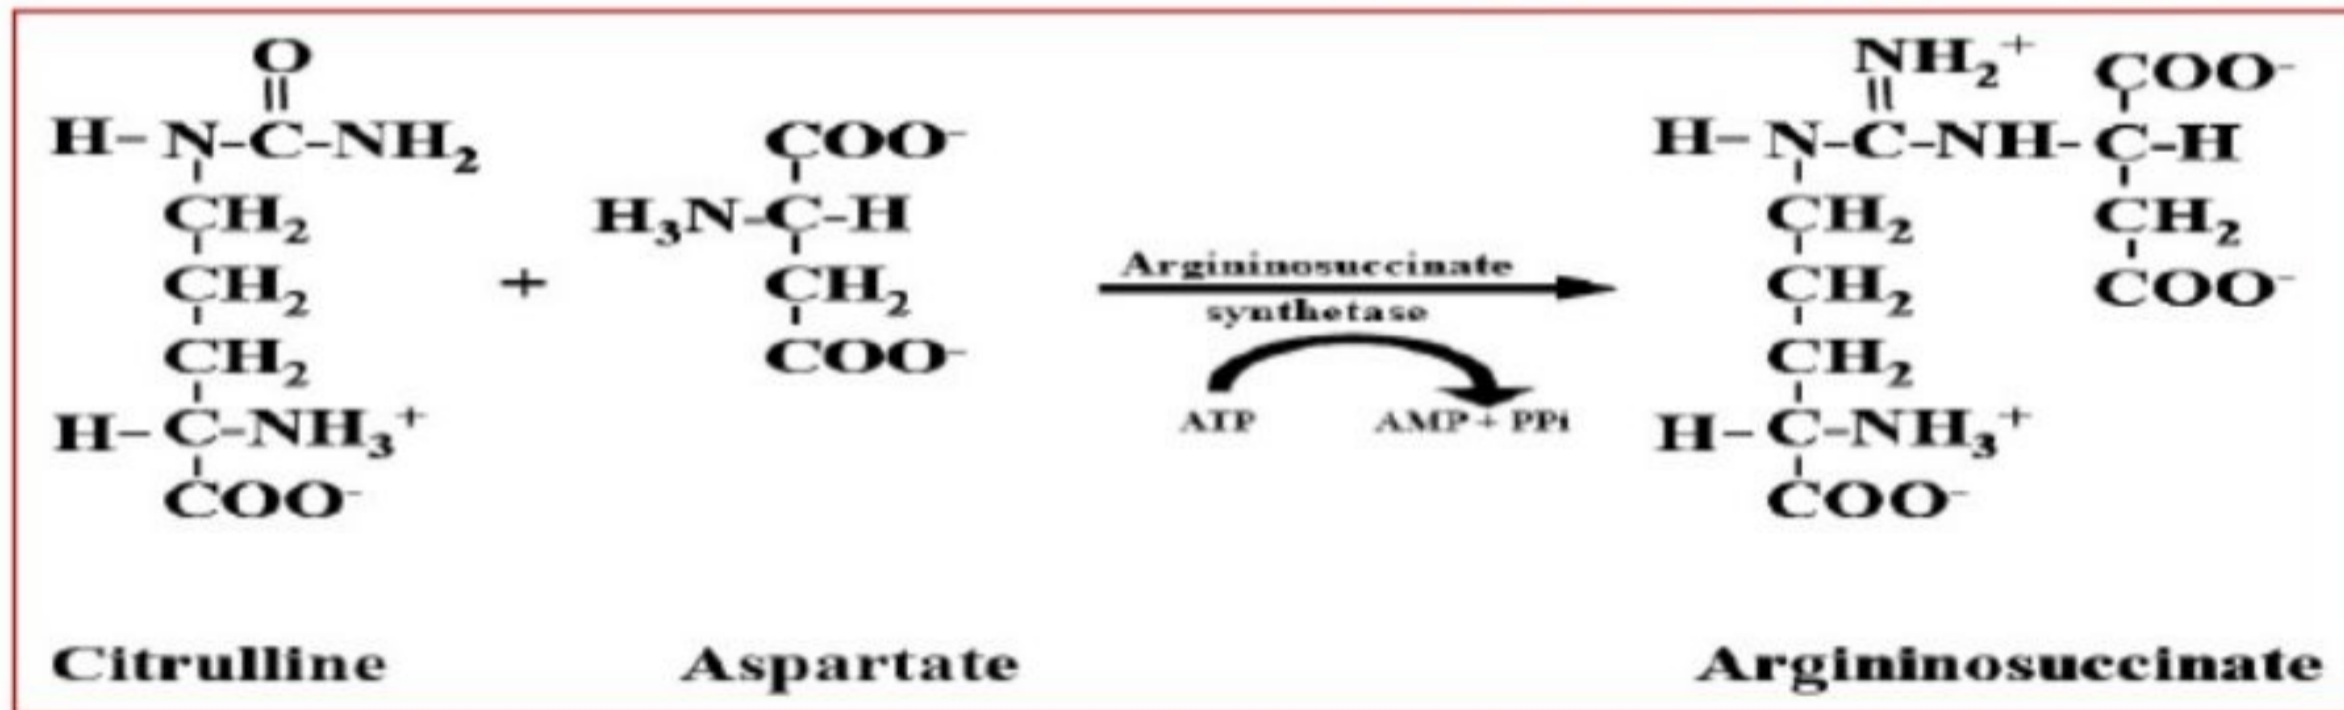 O
||
H-N-C-NH₂
CH₂
CH₂
CH₂
H-C-NH₃⁺
COO⁻
Citrulline
+
COO⁻
H₃N-C-H
CH₂
COO⁻
Aspartate
Argininosuccinate
synthetase
ATP
AMP + PPi
NH₂⁺ COO⁻
||
H-N-C-NH-C-H
CH₂ CH₂
CH₂ COO⁻
CH₂
H-C-NH₃⁺
COO⁻
Argininosuccinate